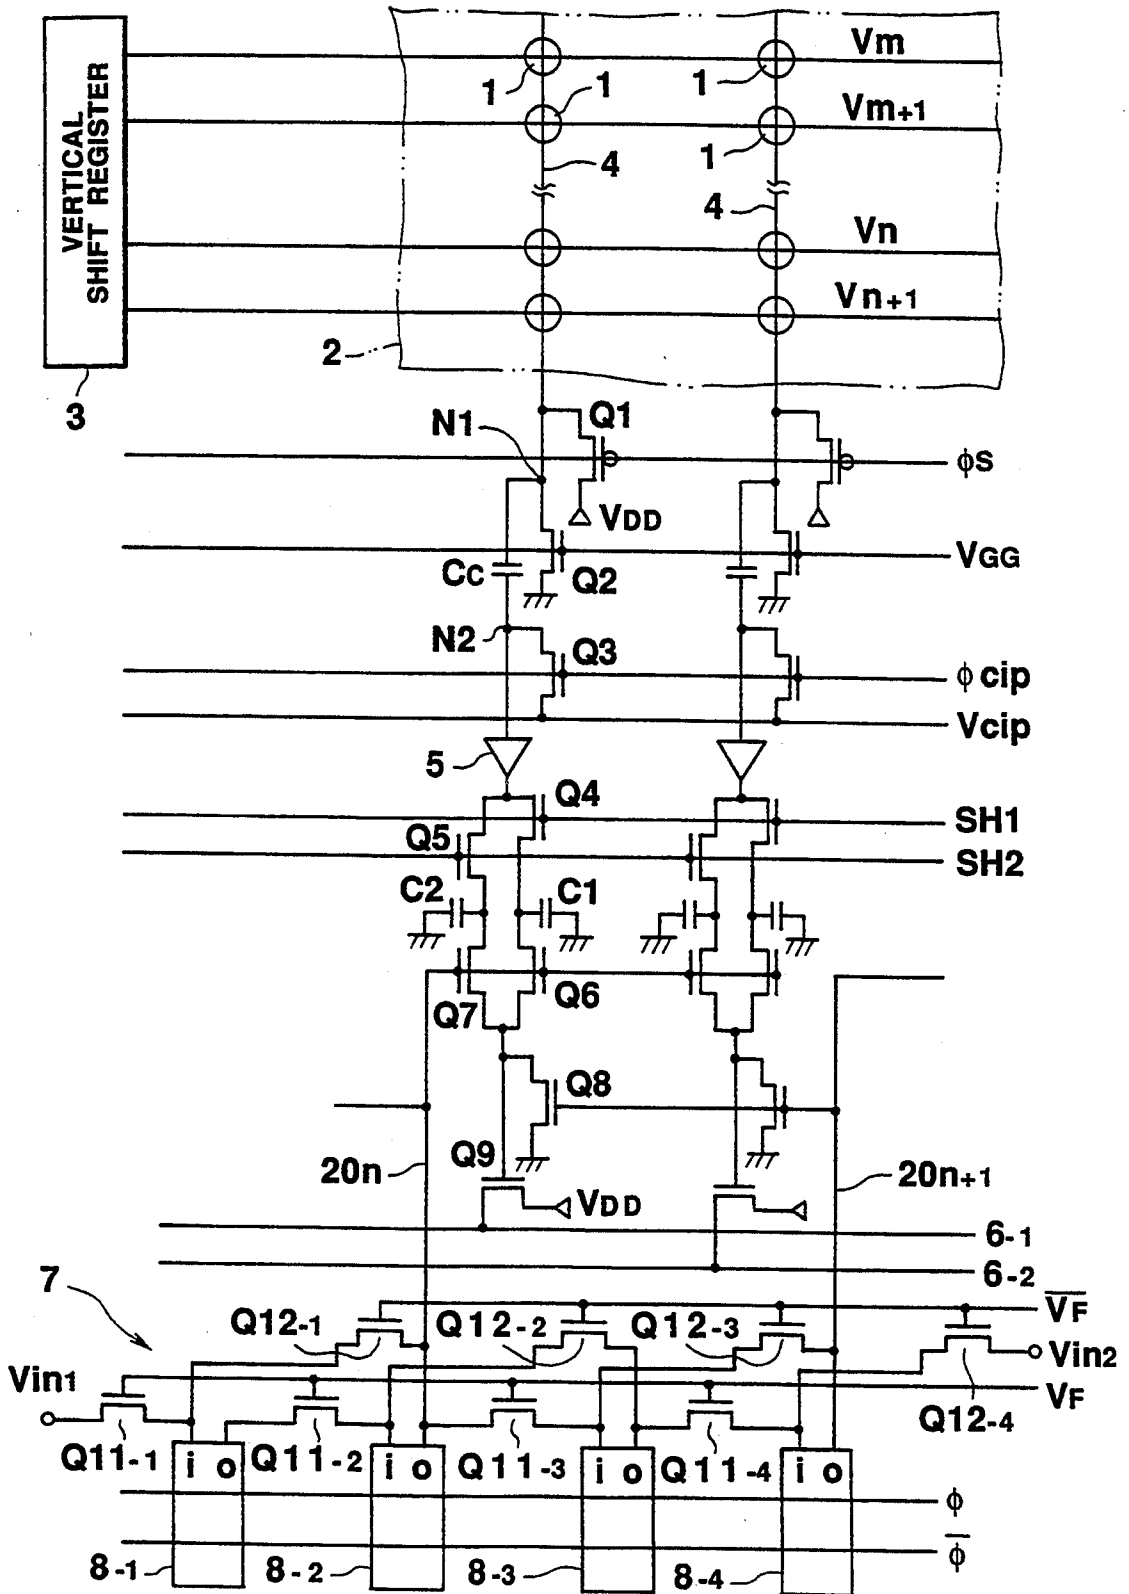 VERTICAL
SHIFT REGISTER
3
Vm
1
1
1
Vm+1
1
4
4
Vn
Vn+1
2
N1
Q1
φS
VDD
VGG
Cc
Q2
N2
Q3
φcip
Vcip
5
Q4
SH1
Q5
SH2
C2
C1
Q7
Q6
Q8
20n
Q9
20n+1
VDD
6-1
6-2
7
V̅F̅
Q12-1
Q12-2
Q12-3
Vin2
Vin1
VF
Q12-4
Q11-1
i o
Q11-2
i o
Q11-3
i o
Q11-4
i o
φ
φ̅
8-1
8-2
8-3
8-4